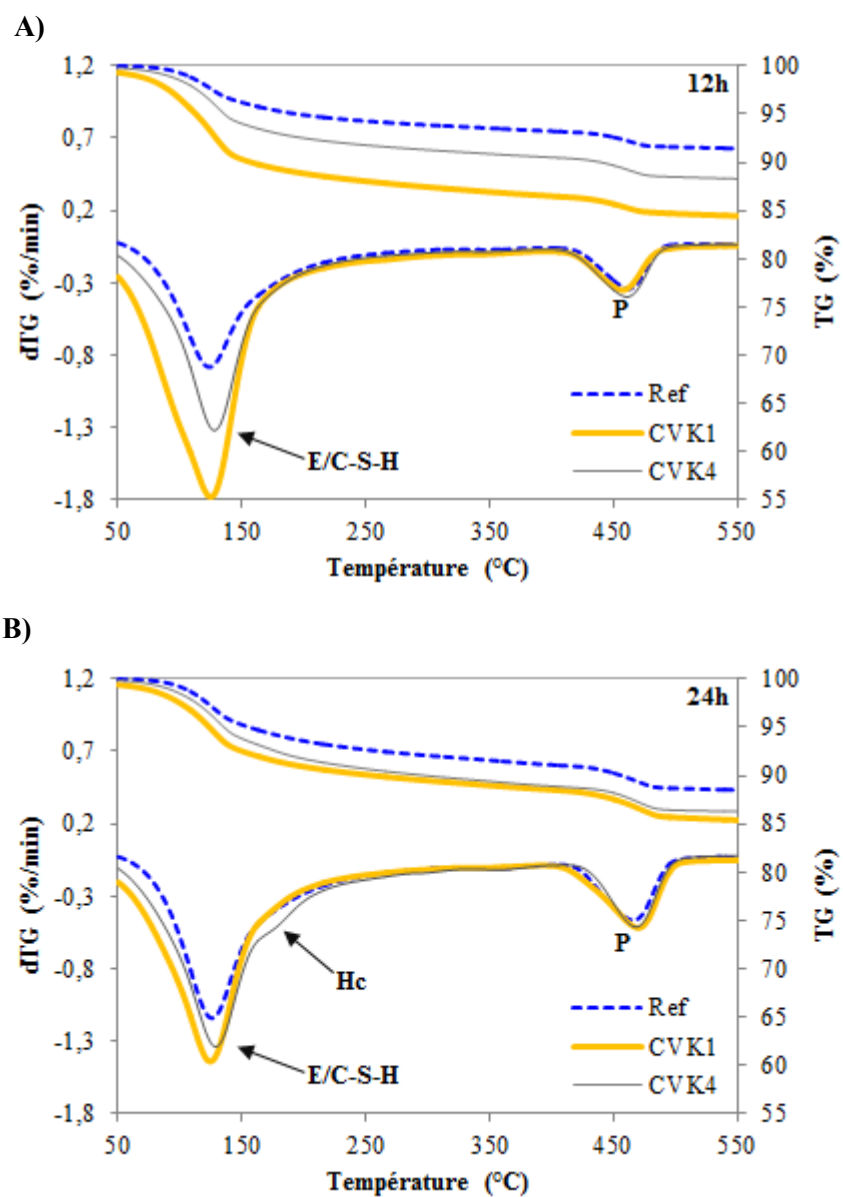 A)
1,2
0,7
0,2
-0,3
-0,8
-1,3
-1,8
dTG (%/min)
100
95
90
85
80
75
70
65
60
55
TG (%)
12h
P
E/C-S-H
Ref
CVK1
CVK4
50
150
250
350
450
550
Température (°C)
B)
1,2
0,7
0,2
-0,3
-0,8
-1,3
-1,8
dTG (%/min)
100
95
90
85
80
75
70
65
60
55
TG (%)
24h
P
Hc
E/C-S-H
Ref
CVK1
CVK4
50
150
250
350
450
550
Température (°C)